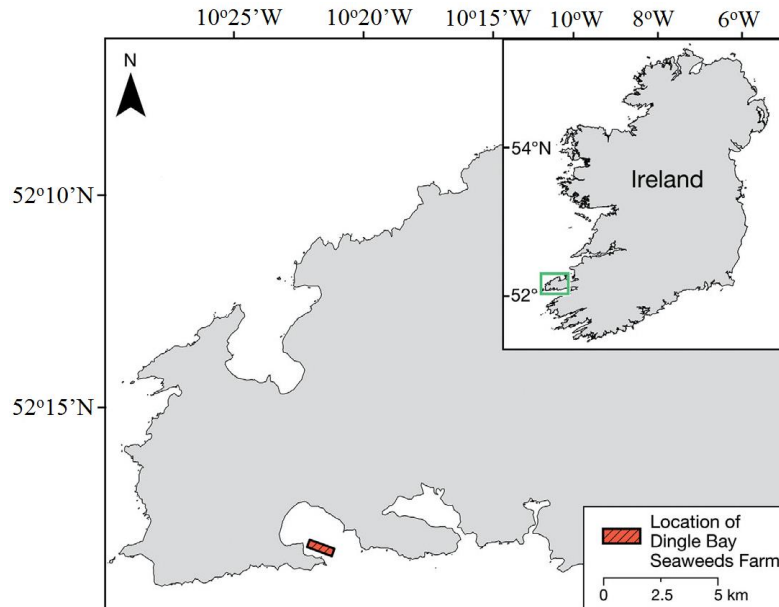 10°25'W 10°20'W 10°15'W 10°W 8°W 6°W
N
54°N
Ireland
52°10'N
52°
52°15'N
Location of
Dingle Bay
Seaweeds Farm
0 2.5 5 km